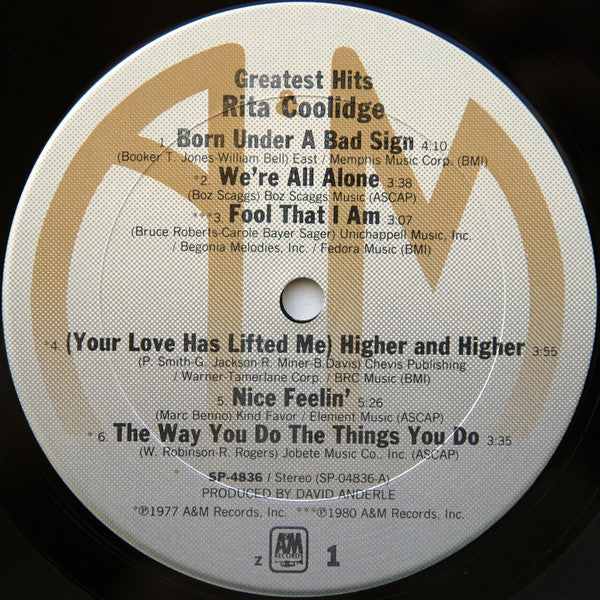 Greatest Hits
Rita Coolidge
1. Born Under A Bad Sign 4:10
(Booker T. Jones-William Bell) East / Memphis Music Corp. (BMI)
*2. We're All Alone 3:38
(Boz Scaggs) Boz Scaggs Music (ASCAP)
***3. Fool That I Am 3:07
(Bruce Roberts-Carole Bayer Sager) Unichappell Music, Inc.
/ Begonia Melodies, Inc. / Fedora Music (BMI)
*4. (Your Love Has Lifted Me) Higher and Higher 3:55
(P. Smith-G. Jackson-R. Miner-B.Davis) Chevis Publishing
/ Warner-Tamerlane Corp. / BRC Music (BMI)
5. Nice Feelin' 5:26
(Marc Benno) Kind Favor / Element Music (ASCAP)
*6. The Way You Do The Things You Do 3:35
(W. Robinson-R. Rogers) Jobete Music Co., Inc. (ASCAP)
SP-4836 / Stereo (SP-04836-A)
PRODUCED BY DAVID ANDERLE
*℗1977 A&M Records, Inc. ***℗1980 A&M Records, Inc.
z A&M RECORDS 1